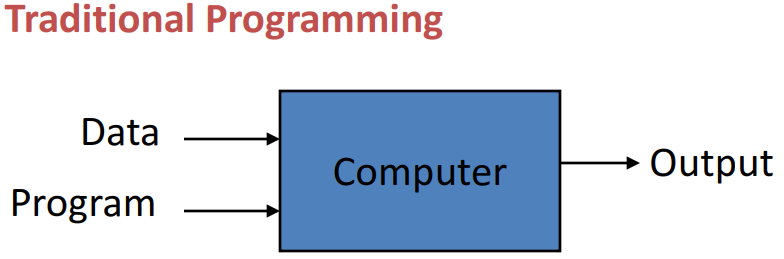 Traditional Programming
Data
Program
Computer
Output